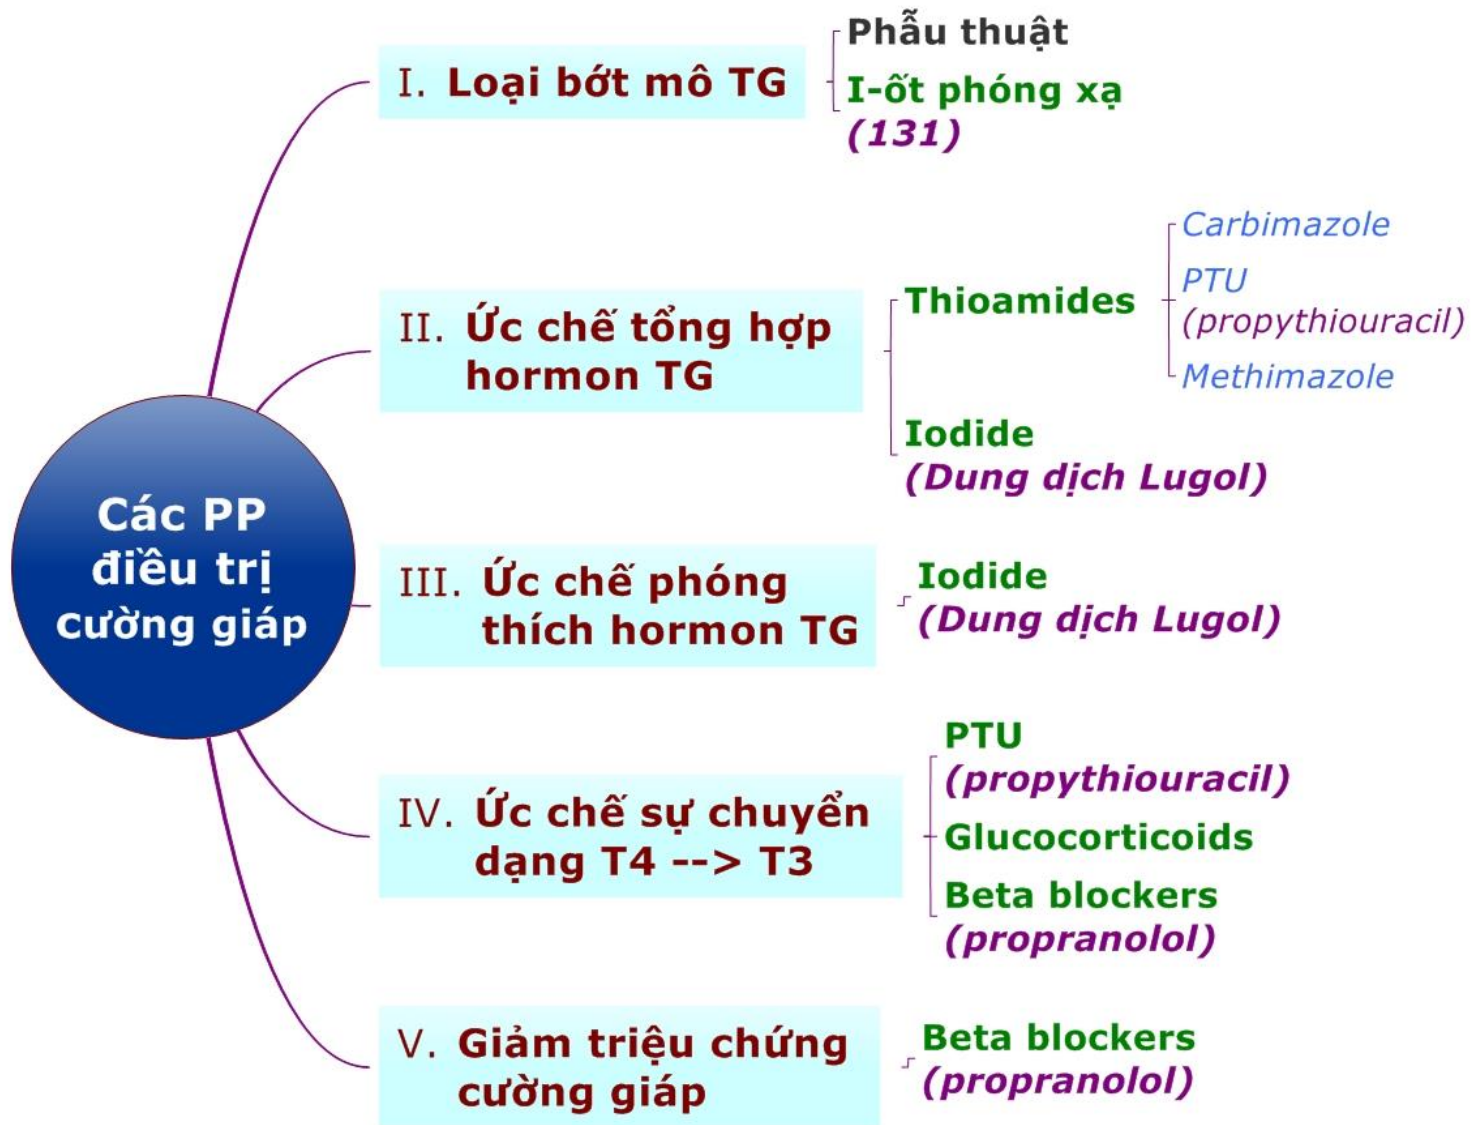 Các PP
điều trị
cường giáp
I. Loại bớt mô TG
Phẫu thuật
I-ốt phóng xạ
(131)
II. Ức chế tổng hợp
hormon TG
Thioamides
Carbimazole
PTU
(propythiouracil)
Methimazole
Iodide
(Dung dịch Lugol)
III. Ức chế phóng
thích hormon TG
Iodide
(Dung dịch Lugol)
IV. Ức chế sự chuyển
dạng T4 --> T3
PTU
(propythiouracil)
Glucocorticoids
Beta blockers
(propranolol)
V. Giảm triệu chứng
cường giáp
Beta blockers
(propranolol)